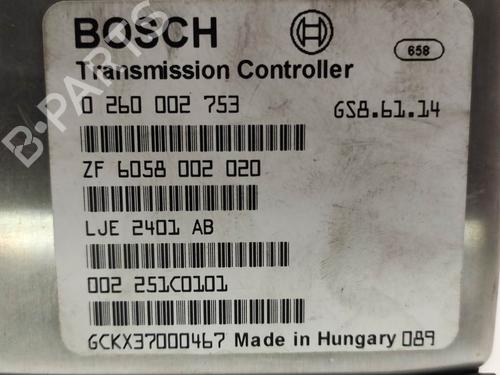 BOSCH
658
Transmission Controller
0 260 002 753
GS8.61.14
ZF 6058 002 020
LJE 2401 AB
002 251C0101
GCKX37000467 Made in Hungary 089
B-PARTS